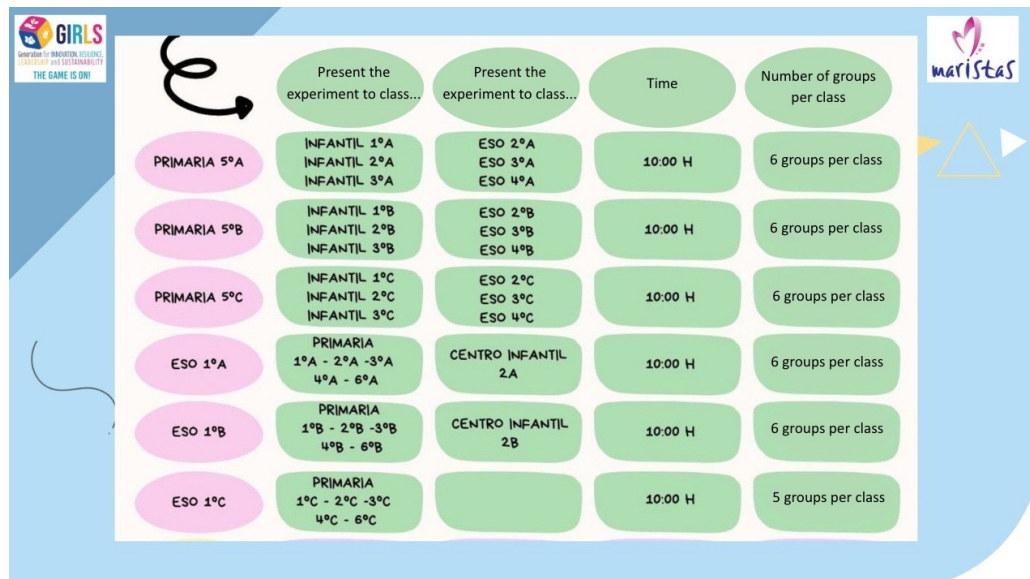 GIRLS
Generation for INNOVATION, RESILIENCE,
LEADERSHIP and SUSTAINABILITY
THE GAME IS ON!
maristas
Present the
experiment to class...
Present the
experiment to class...
Time
Number of groups
per class
PRIMARIA 5ºA
INFANTIL 1ºA
INFANTIL 2ºA
INFANTIL 3ºA
ESO 2ºA
ESO 3ºA
ESO 4ºA
10:00 H
6 groups per class
PRIMARIA 5ºB
INFANTIL 1ºB
INFANTIL 2ºB
INFANTIL 3ºB
ESO 2ºB
ESO 3ºB
ESO 4ºB
10:00 H
6 groups per class
PRIMARIA 5ºC
INFANTIL 1ºC
INFANTIL 2ºC
INFANTIL 3ºC
ESO 2ºC
ESO 3ºC
ESO 4ºC
10:00 H
6 groups per class
ESO 1ºA
PRIMARIA
1ºA - 2ºA -3ºA
4ºA - 6ºA
CENTRO INFANTIL
2A
10:00 H
6 groups per class
ESO 1ºB
PRIMARIA
1ºB - 2ºB -3ºB
4ºB - 6ºB
CENTRO INFANTIL
2B
10:00 H
6 groups per class
ESO 1ºC
PRIMARIA
1ºC - 2ºC -3ºC
4ºC - 6ºC
10:00 H
5 groups per class